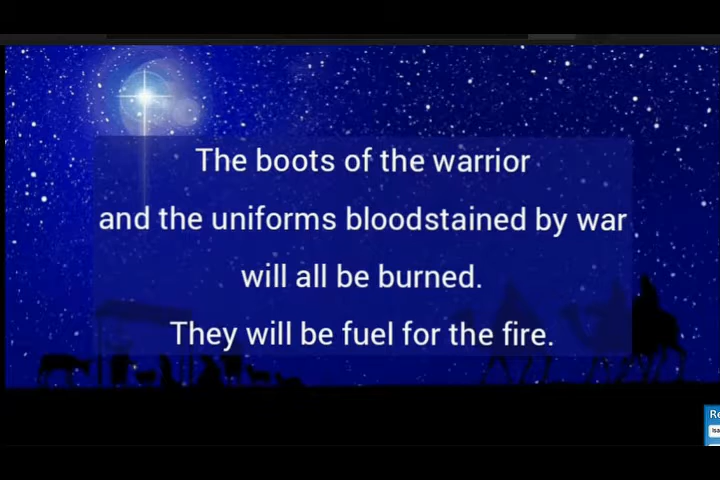 The boots of the warrior
and the uniforms bloodstained by war
will all be burned.
They will be fuel for the fire.